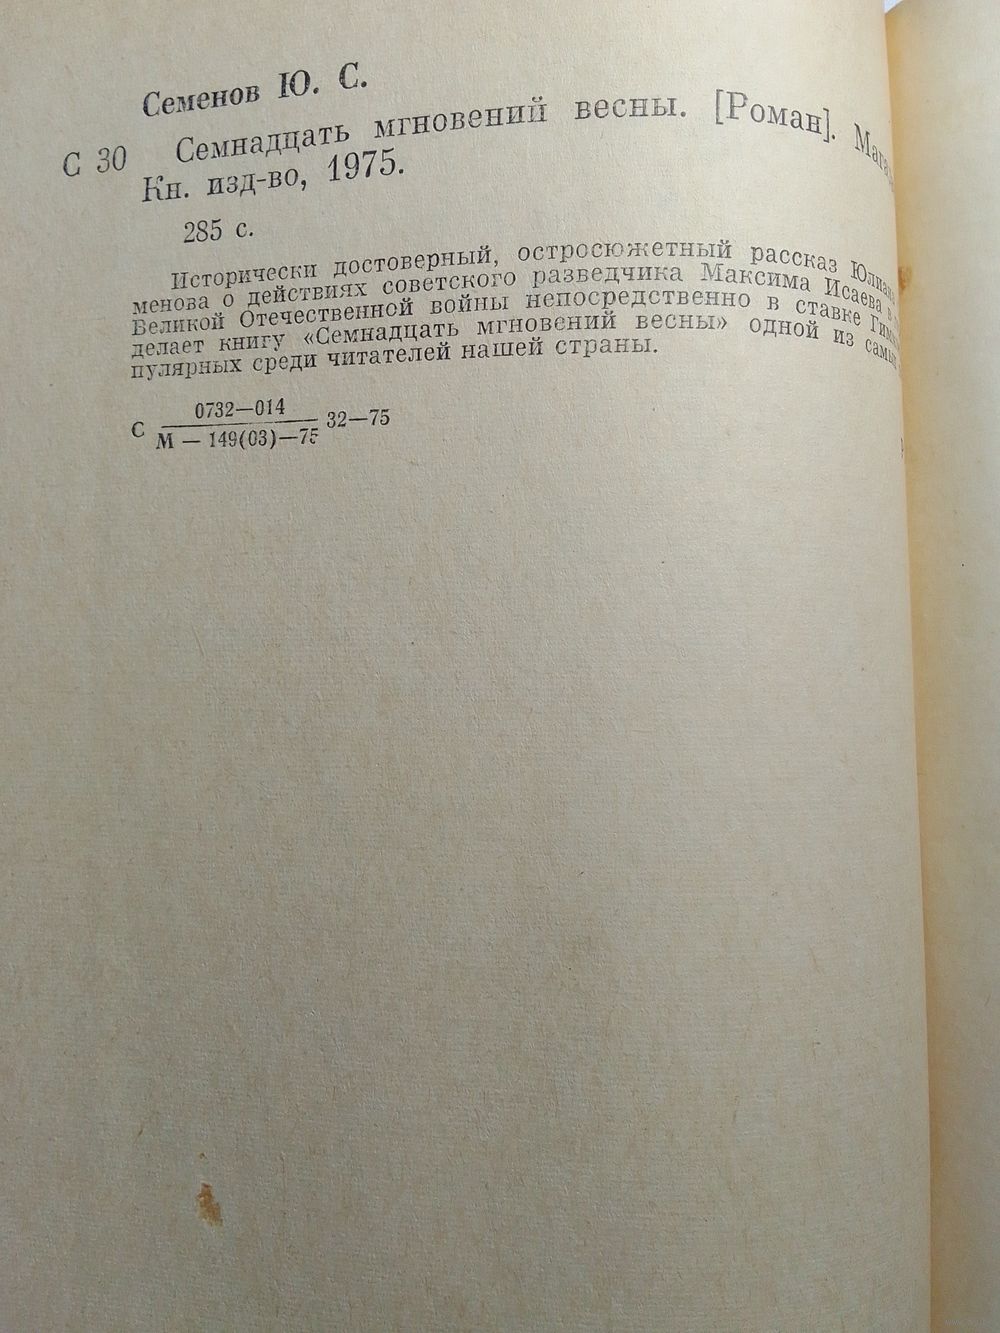 Семенов Ю. С.
С 30 Семнадцать мгновений весны. [Роман].
Кн. изд-во, 1975.
285 с.
Исторически достоверный, остросюжетный рассказ
менова о действиях советского разведчика Максима Исаева в
Великой Отечественной войны непосредственно в ставке
делает книгу «Семнадцать мгновений весны» одной из
пулярных среди читателей нашей страны.
С 0732—014
М — 149(03)—75 32—75